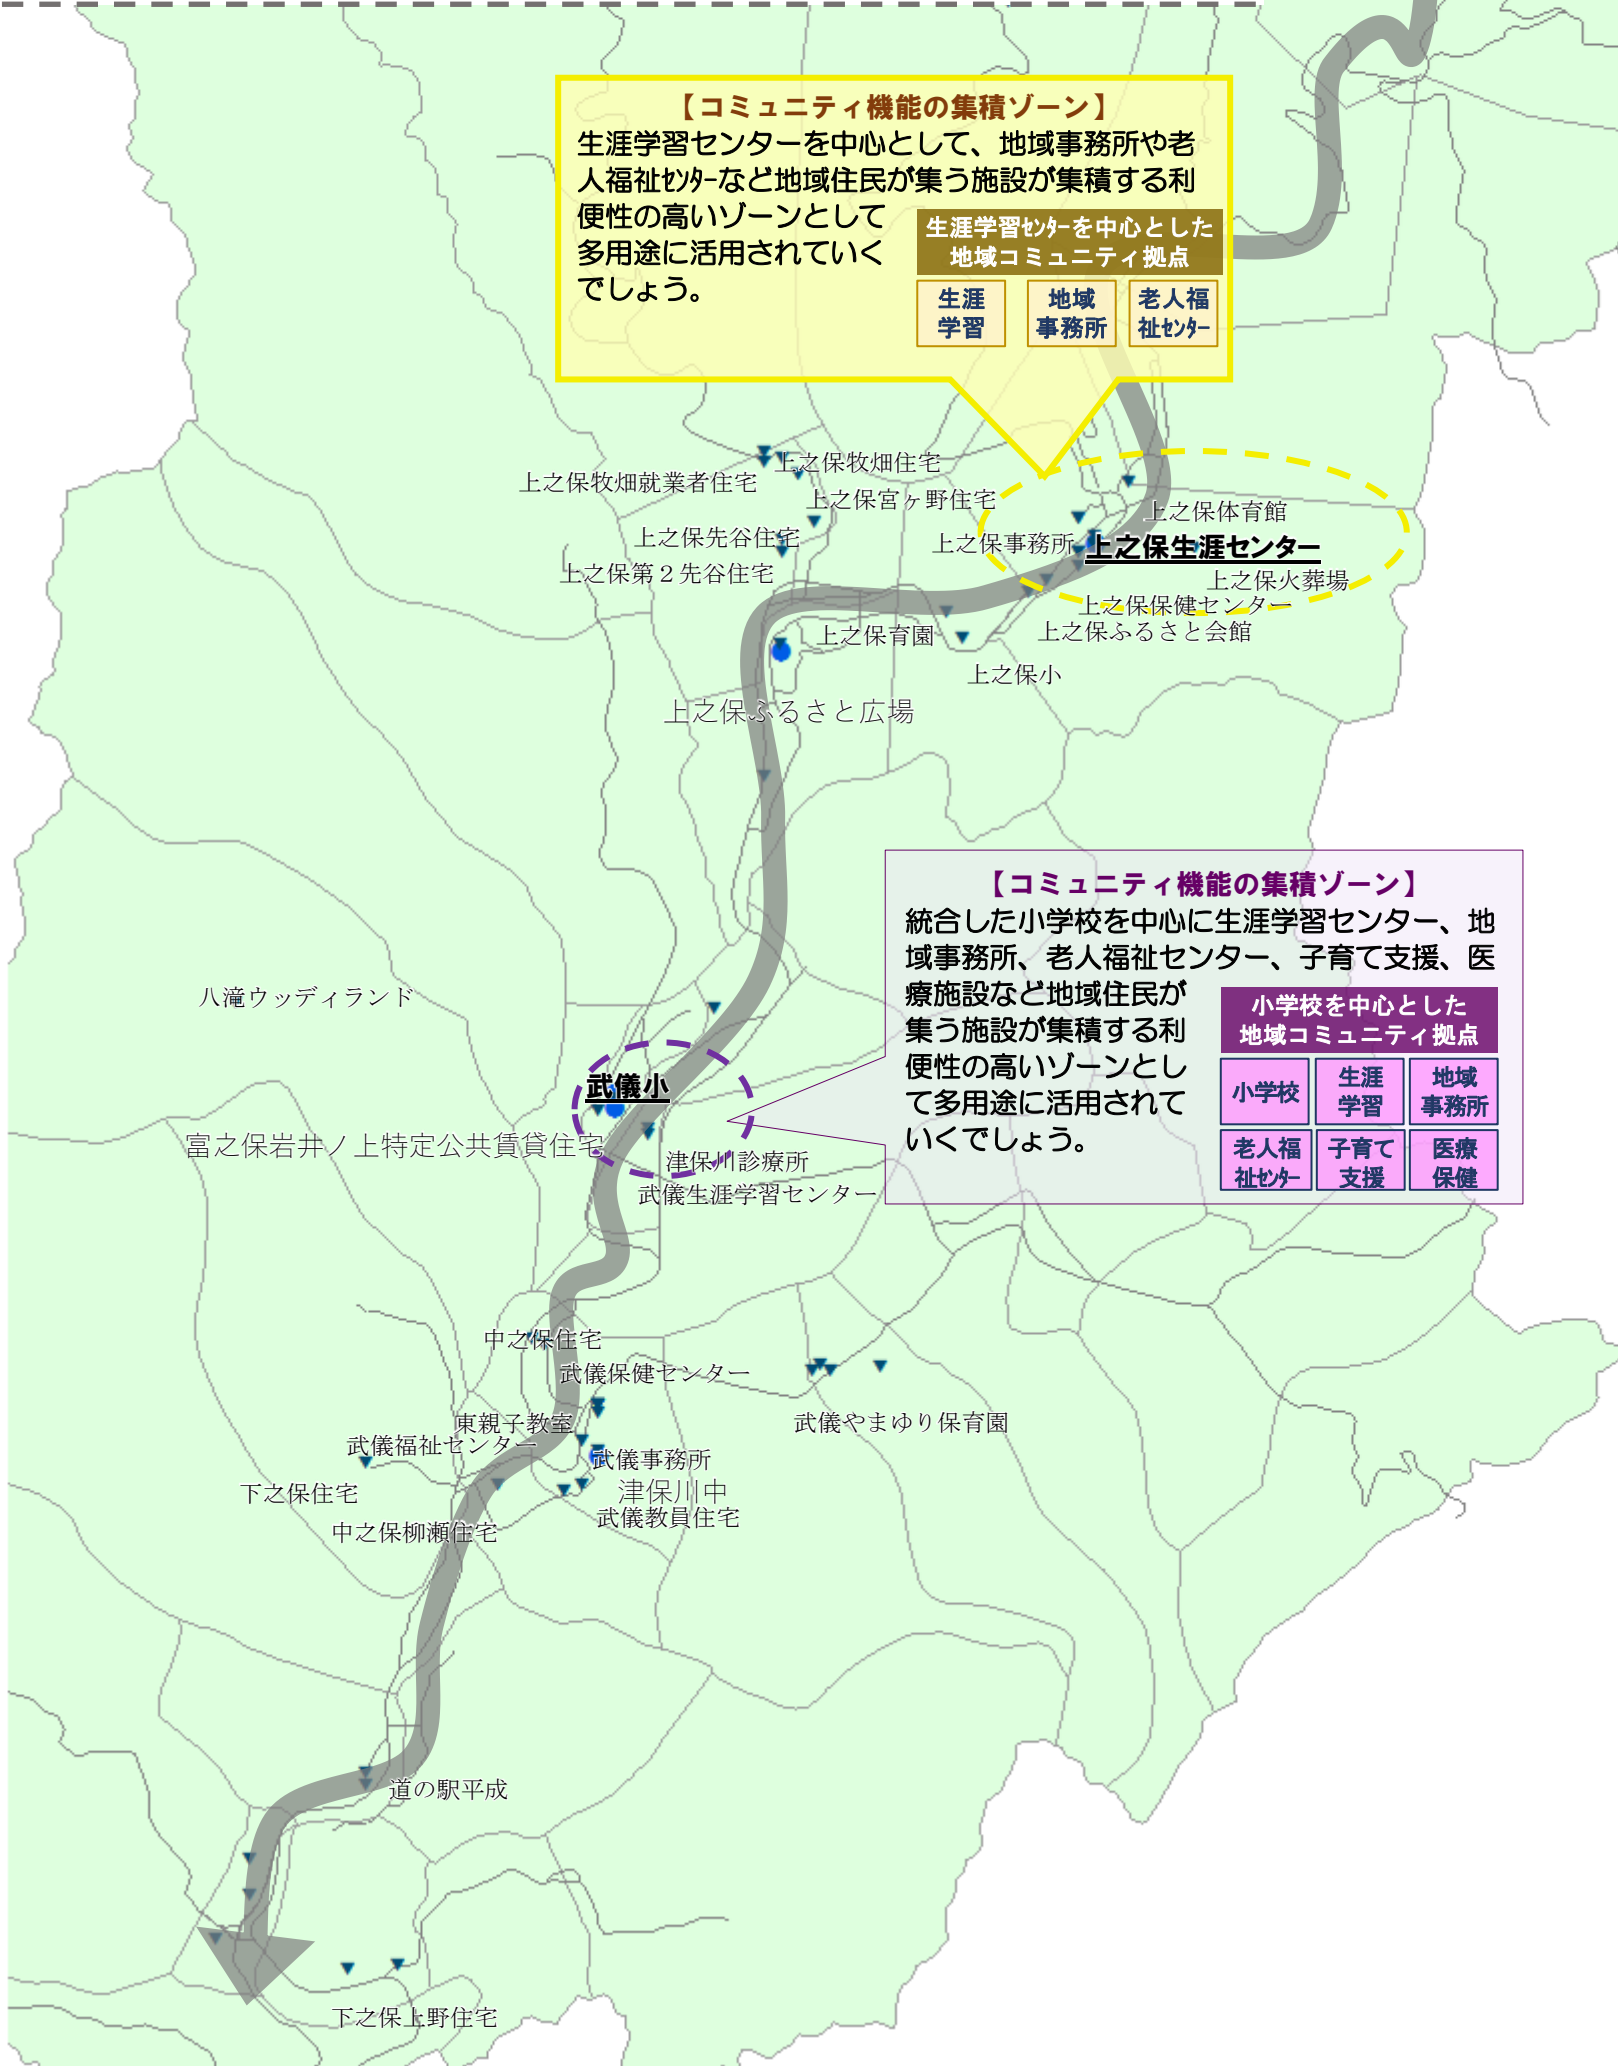 【コミュニティ機能の集積ゾーン】
生涯学習センターを中心として、地域事務所や老
人福祉ｾﾝﾀｰなど地域住民が集う施設が集積する利
便性の高いゾーンとして
多用途に活用されていく
でしょう。
生涯学習ｾﾝﾀｰを中心とした
地域コミュニティ拠点
生涯
学習
地域
事務所
老人福
祉ｾﾝﾀｰ
上之保牧畑住宅
上之保牧畑就業者住宅
上之保宮ヶ野住宅
上之保体育館
上之保先谷住宅
上之保事務所
上之保生涯センター
上之保第２先谷住宅
上之保火葬場
上之保保健センター
上之保育園
上之保ふるさと会館
上之保小
上之保ふるさと広場
【コミュニティ機能の集積ゾーン】
統合した小学校を中心に生涯学習センター、地
域事務所、老人福祉センター、子育て支援、医
療施設など地域住民が
集う施設が集積する利
便性の高いゾーンとし
て多用途に活用されて
いくでしょう。
小学校を中心とした
地域コミュニティ拠点
小学校
生涯
学習
地域
事務所
老人福
祉ｾﾝﾀｰ
子育て
支援
医療
保健
八滝ウッディランド
武儀小
富之保岩井ノ上特定公共賃貸住宅
津保川診療所
武儀生涯学習センター
中之保住宅
武儀保健センター
東親子教室
武儀やまゆり保育園
武儀福祉センター
武儀事務所
下之保住宅
津保川中
武儀教員住宅
中之保柳瀬住宅
道の駅平成
下之保上野住宅